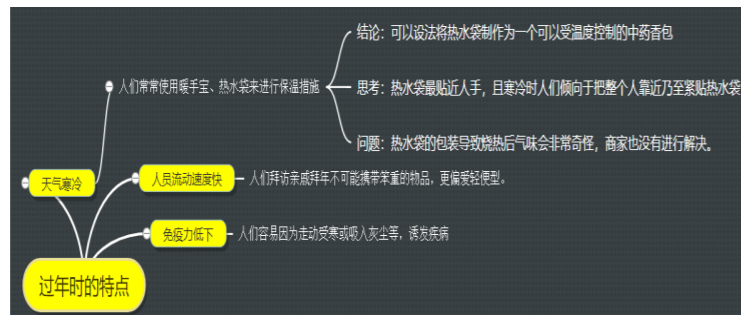 结论：可以设法将热水袋制作为一个可以受温度控制的中药香包
人们常常使用暖手宝、热水袋来进行保温措施
思考：热水袋最贴近人手，且寒冷时人们倾向于把整个人靠近乃至紧贴热水袋
问题：热水袋的包装导致烧热后气味会非常奇怪，商家也没有进行解决。
天气寒冷
人员流动速度快
人们拜访亲戚拜年不可能携带笨重的物品，更偏爱轻便型。
免疫力低下
人们容易因为走动受寒或吸入灰尘等，诱发疾病
过年时的特点